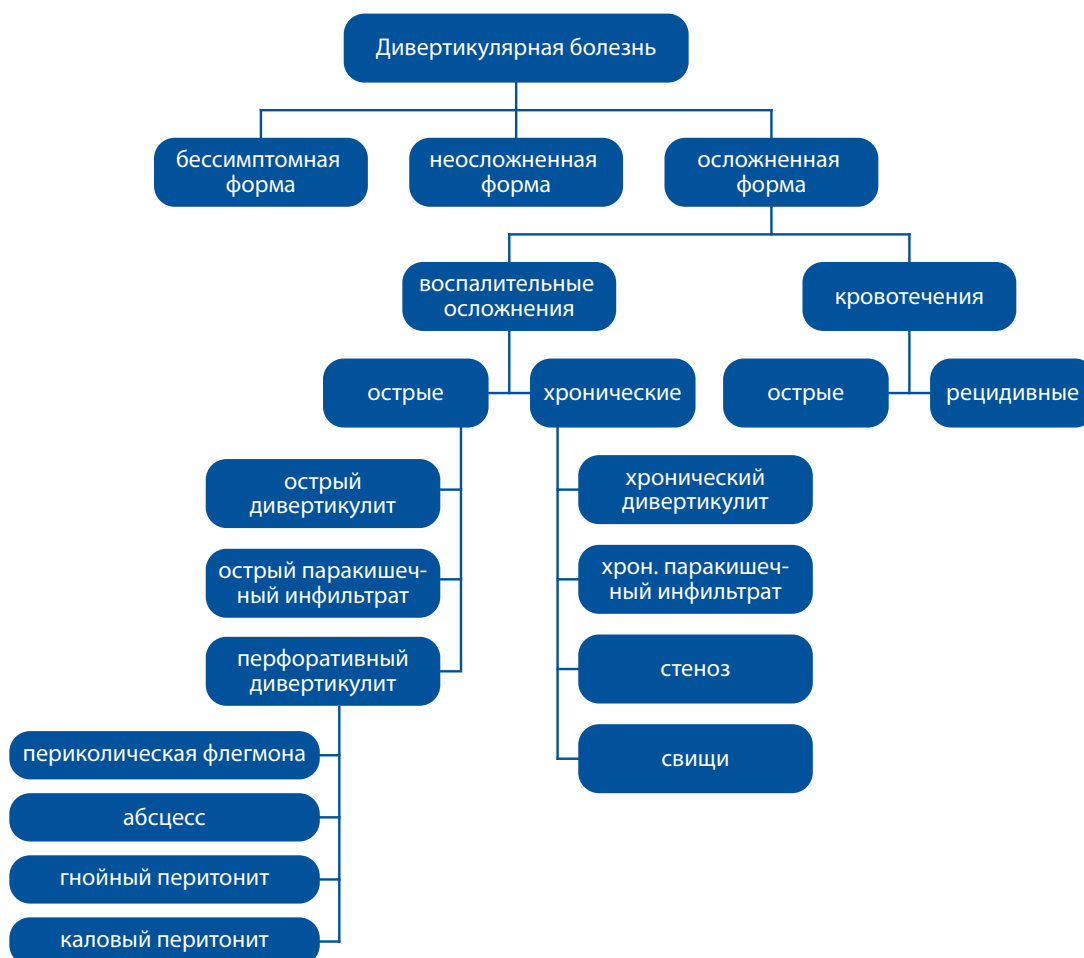 Дивертикулярная болезнь
бессимптомная
форма
неосложненная
форма
осложненная
форма
воспалительные
осложнения
кровотечения
острые
хронические
острые
рецидивные
острый
дивертикулит
острый паракишеч-
ный инфильтрат
перфоративный
дивертикулит
хронический
дивертикулит
хрон. паракишеч-
ный инфильтрат
стеноз
свищи
периколическая флегмона
абсцесс
гнойный перитонит
каловый перитонит